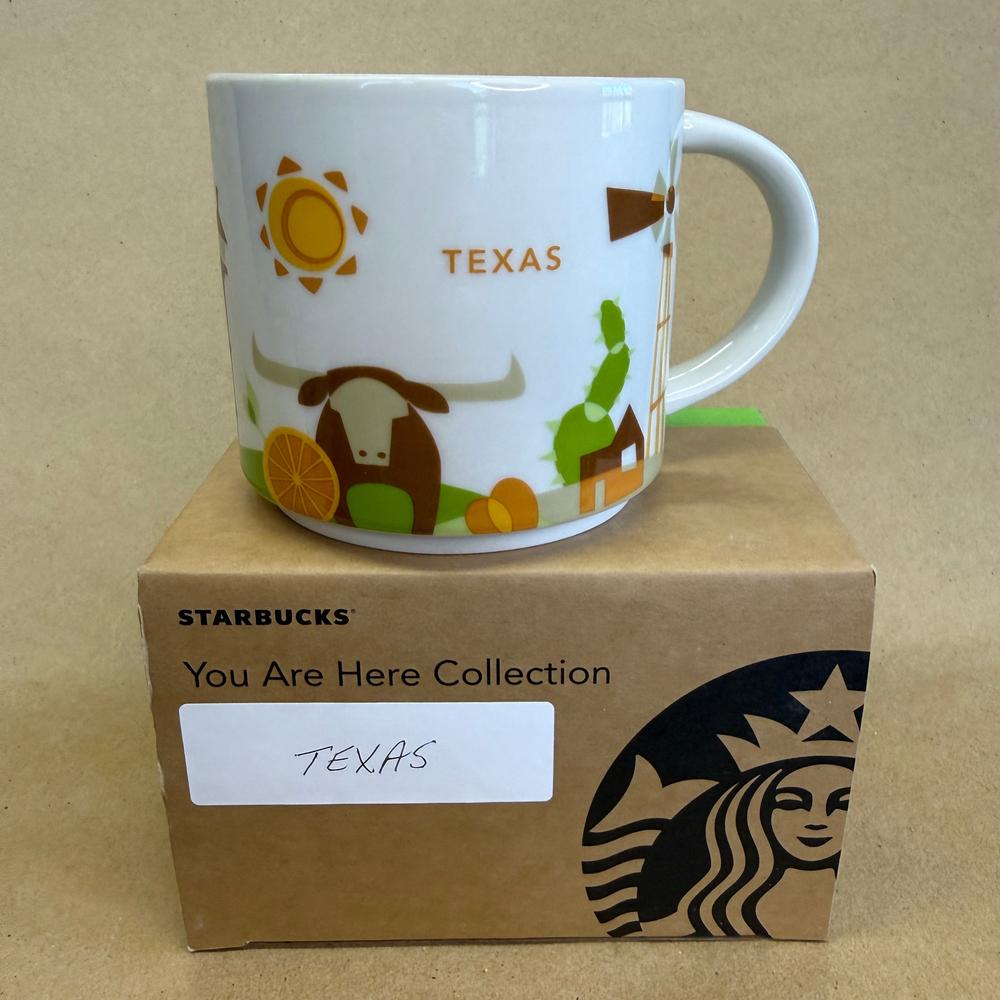 TEXAS
STARBUCKS®
You Are Here Collection
TEXAS